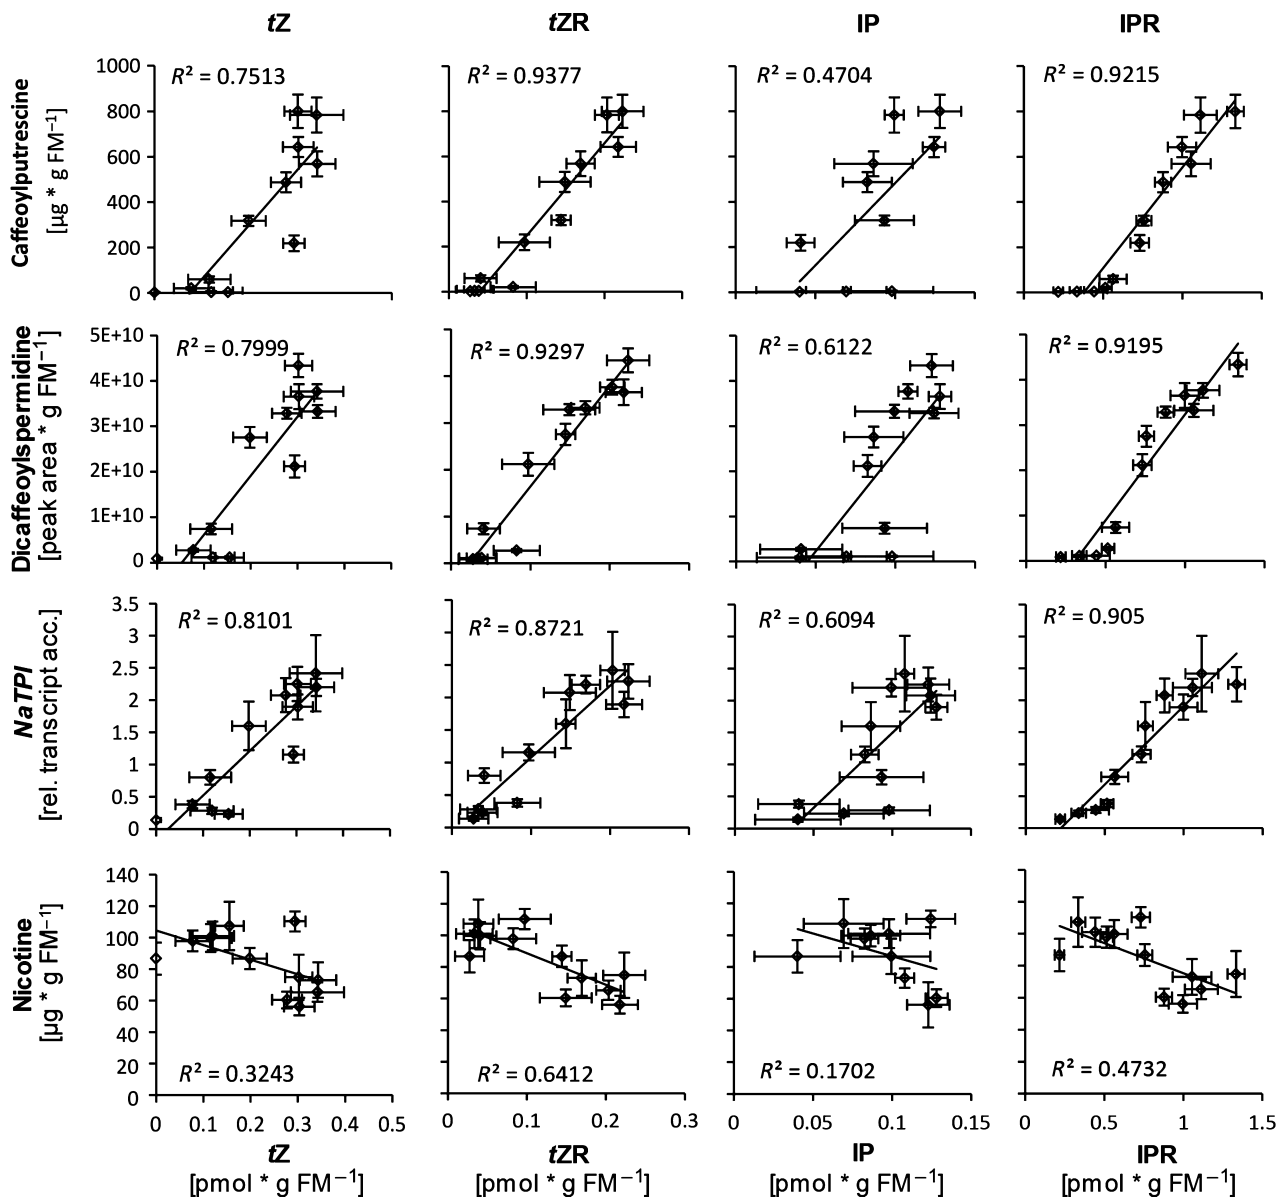 tZ tZR IP IPR
Caffeoylputrescine
[µg * g FM⁻¹]
1000
800
600
400
200
0
R² = 0.7513
R² = 0.9377
R² = 0.4704
R² = 0.9215
Dicaffeoylspermidine
[peak area * g FM⁻¹]
5E+10
4E+10
3E+10
2E+10
1E+10
0
R² = 0.7999
R² = 0.9297
R² = 0.6122
R² = 0.9195
NaTPI
[rel. transcript acc.]
3.5
3
2.5
2
1.5
1
0.5
0
R² = 0.8101
R² = 0.8721
R² = 0.6094
R² = 0.905
Nicotine
[µg * g FM⁻¹]
140
120
100
80
60
40
20
0
R² = 0.3243
R² = 0.6412
R² = 0.1702
R² = 0.4732
0 0.1 0.2 0.3 0.4 0.5
0 0.1 0.2 0.3
0 0.05 0.1 0.15
0 0.5 1 1.5
tZ tZR IP IPR
[pmol * g FM⁻¹] [pmol * g FM⁻¹] [pmol * g FM⁻¹] [pmol * g FM⁻¹]